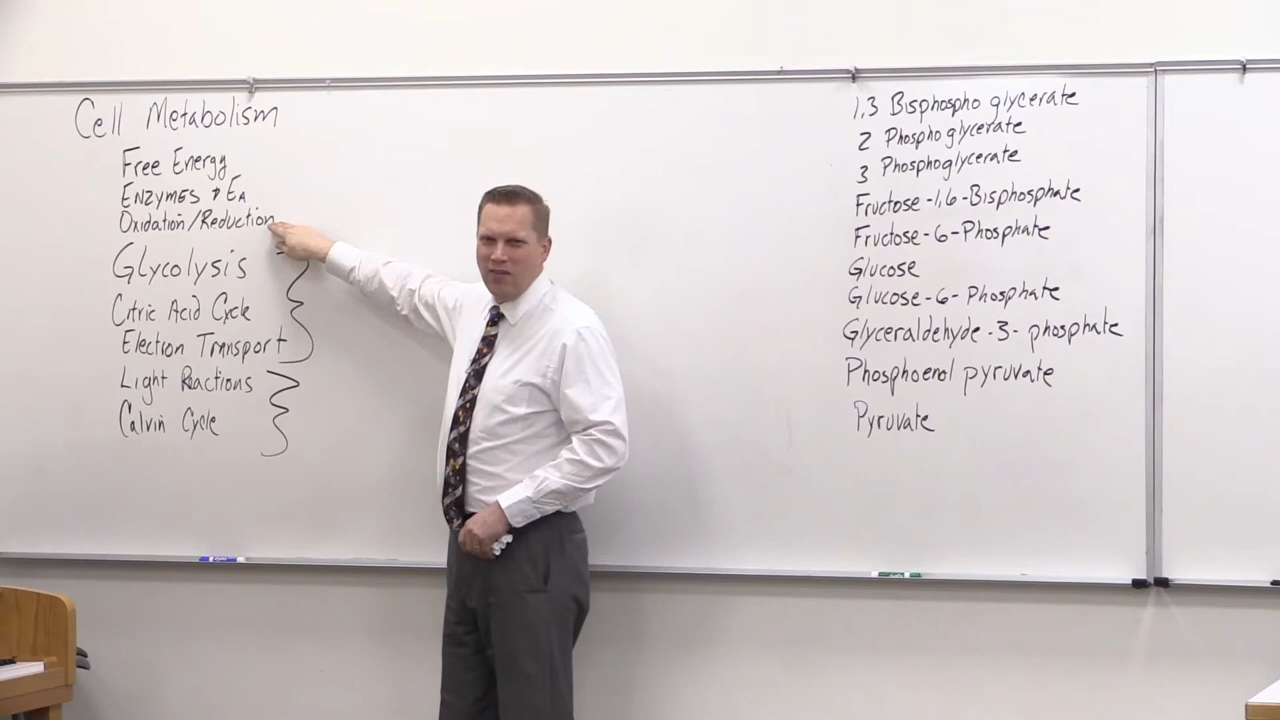 Cell Metabolism
Free Energy
Enzymes → EA
Oxidation/Reduction
Glycolysis
Citric Acid Cycle
Electron Transport
Light Reactions
Calvin Cycle
1,3 Bisphospho glycerate
2 Phosphoglycerate
3 Phosphoglycerate
Fructose-1,6-Bisphosphate
Fructose-6-Phosphate
Glucose
Glucose-6-Phosphate
Glyceraldehyde-3-phosphate
Phosphoenol pyruvate
Pyruvate